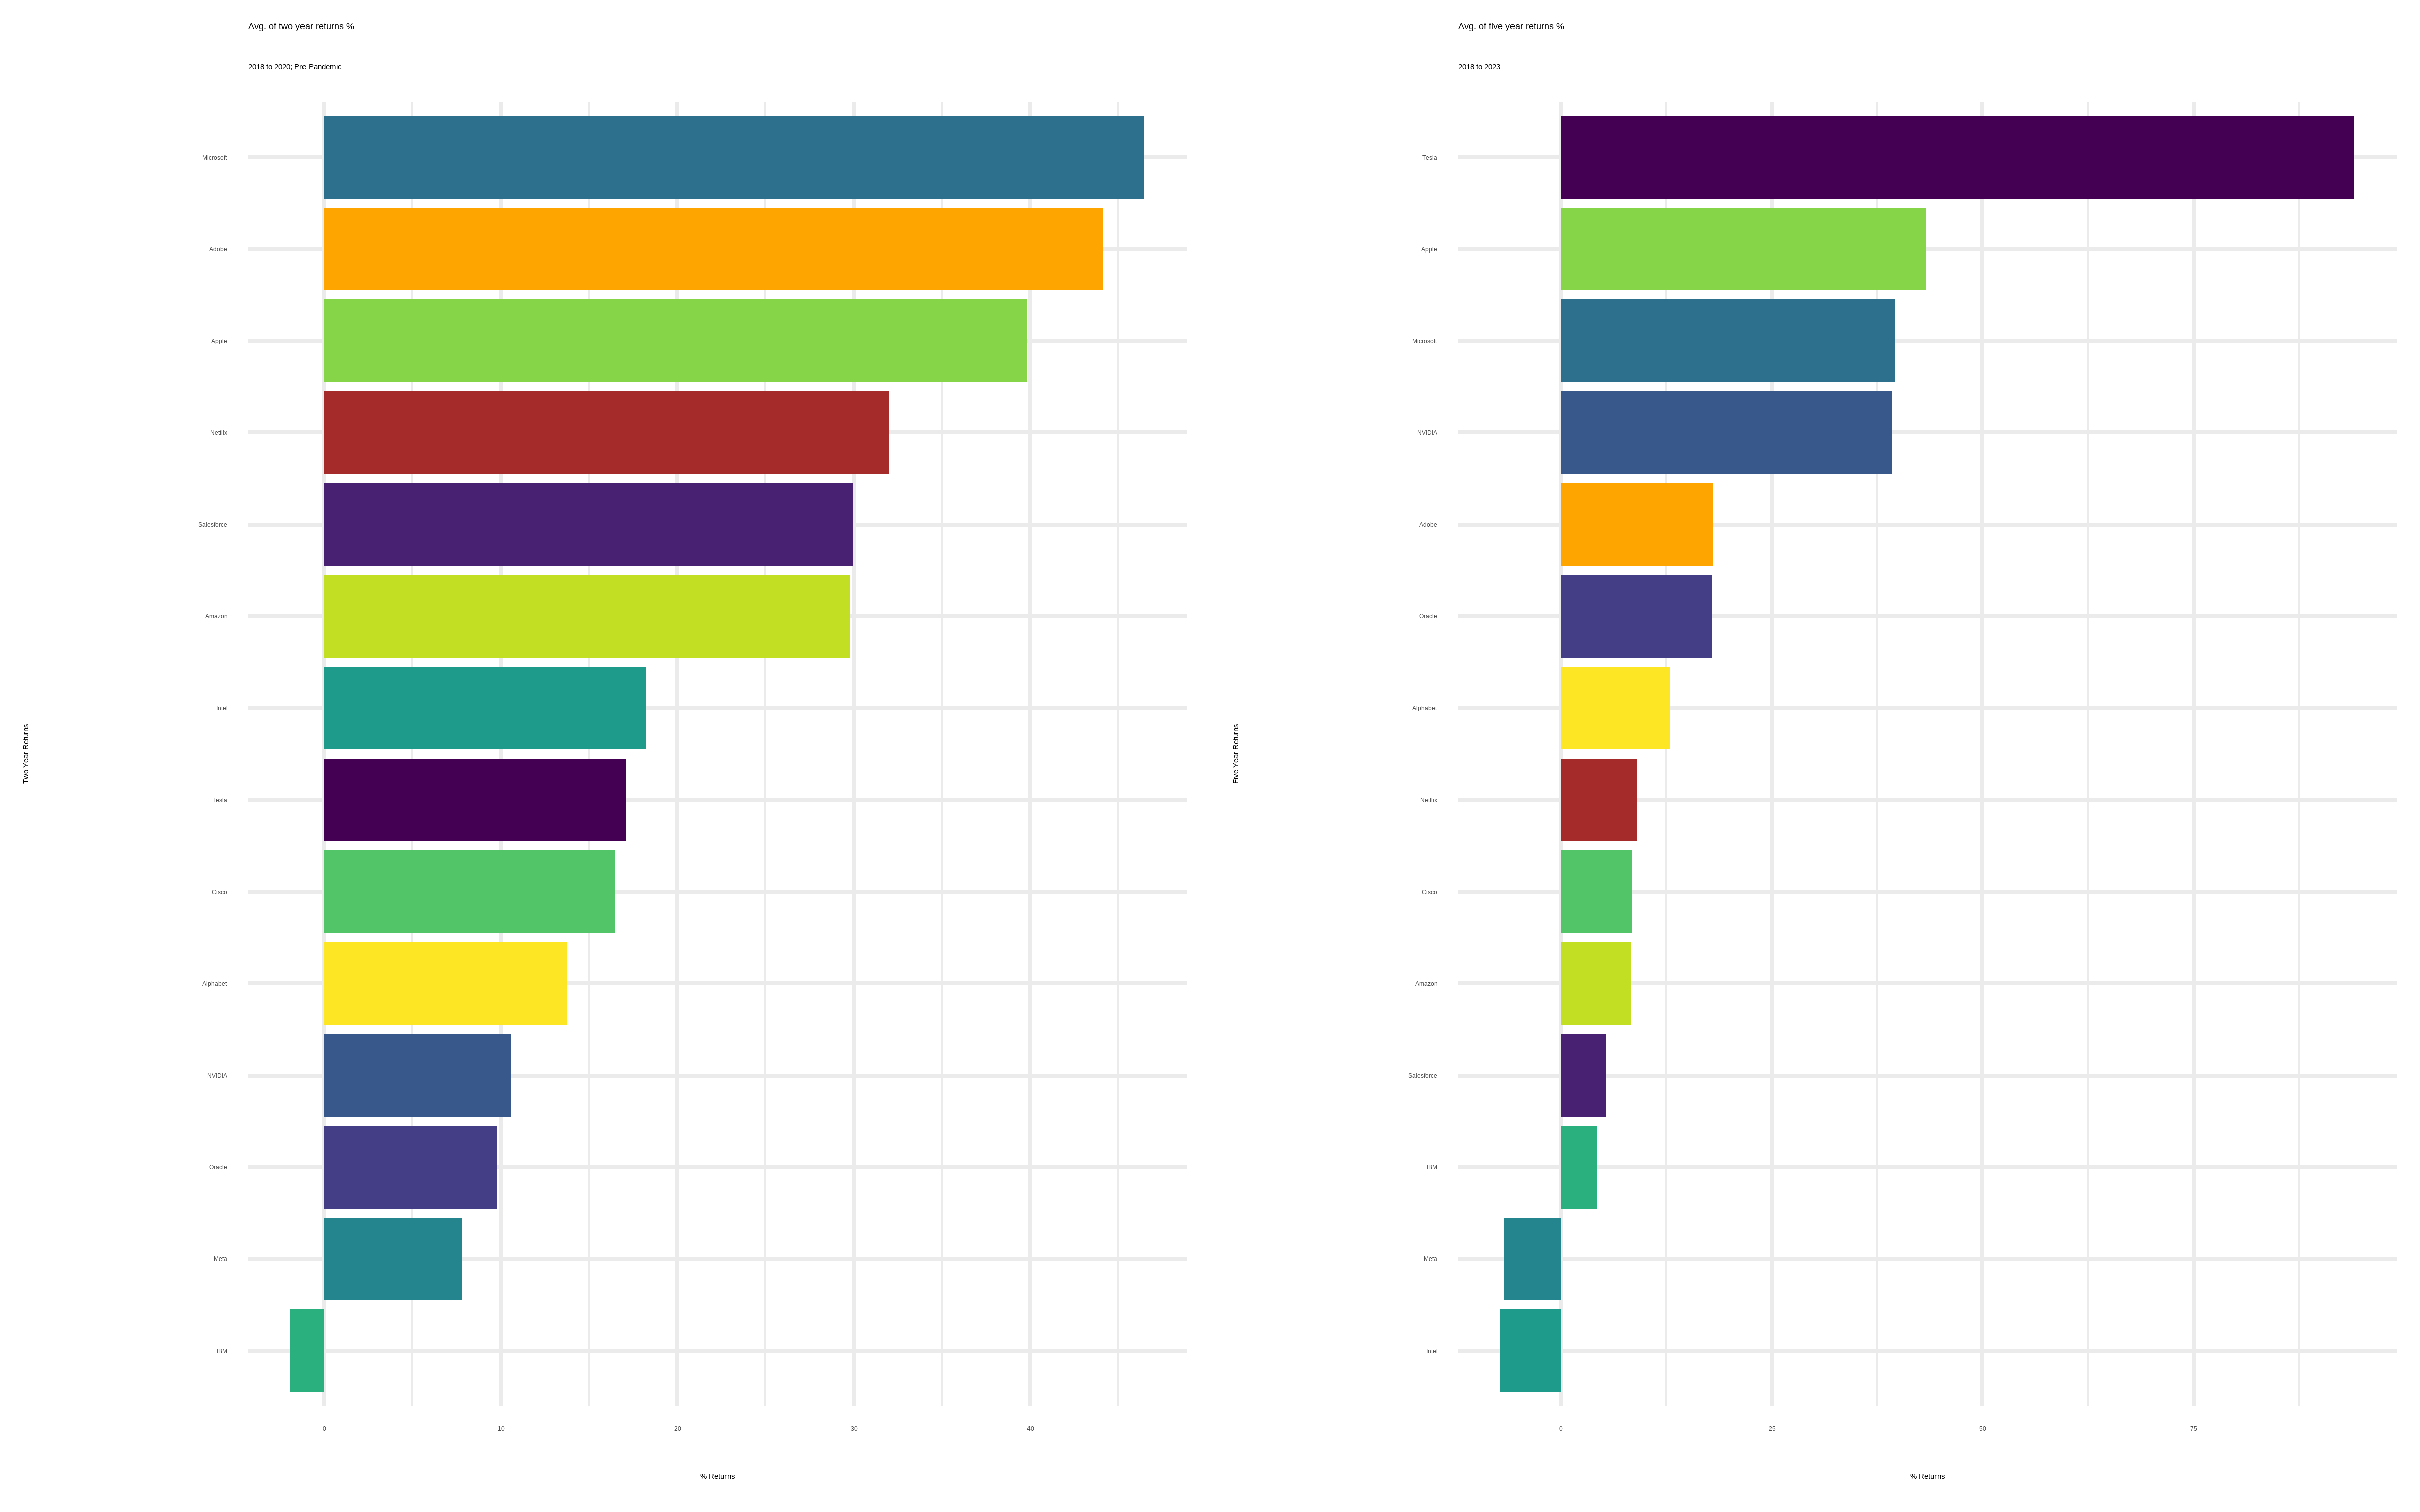 Avg. of two year returns %
2018 to 2020; Pre-Pandemic
Two Year Returns
Microsoft
Adobe
Apple
Netflix
Salesforce
Amazon
Intel
Tesla
Cisco
Alphabet
NVIDIA
Oracle
Meta
IBM
0 10 20 30 40
% Returns
Avg. of five year returns %
2018 to 2023
Five Year Returns
Tesla
Apple
Microsoft
NVIDIA
Adobe
Oracle
Alphabet
Netflix
Cisco
Amazon
Salesforce
IBM
Meta
Intel
0 25 50 75
% Returns